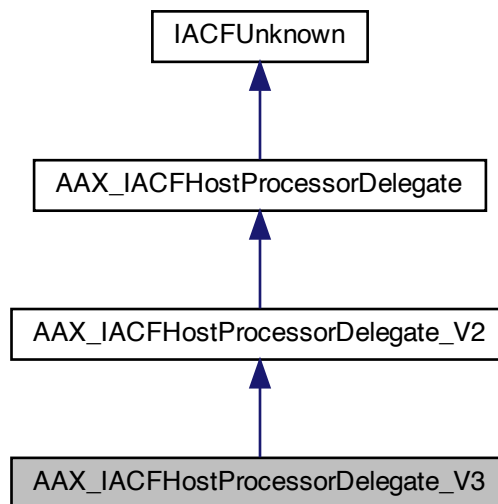 IACFUnknown
AAX_IACFHostProcessorDelegate
AAX_IACFHostProcessorDelegate_V2
AAX_IACFHostProcessorDelegate_V3